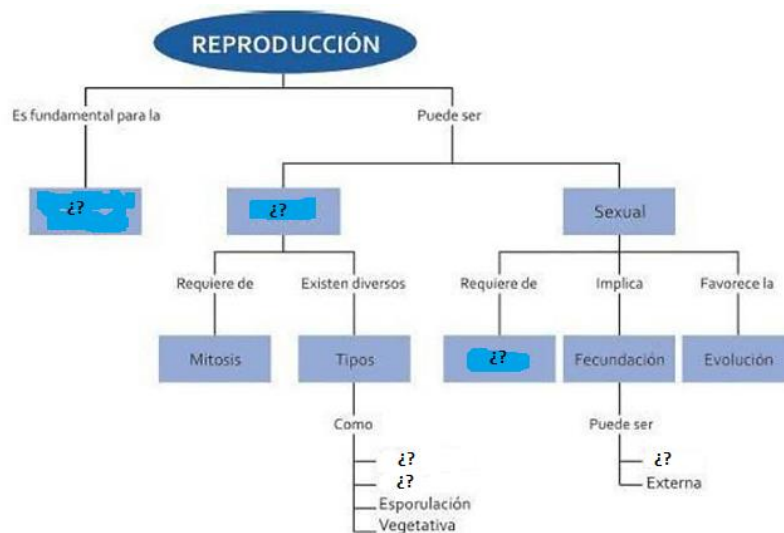 REPRODUCCIÓN
Es fundamental para la
Puede ser
¿?
¿?
Sexual
Requiere de
Existen diversos
Requiere de
Implica
Favorece la
Mitosis
Tipos
¿?
Fecundación
Evolución
Como
Puede ser
¿?
¿?
Esporulación
Vegetativa
¿?
Externa